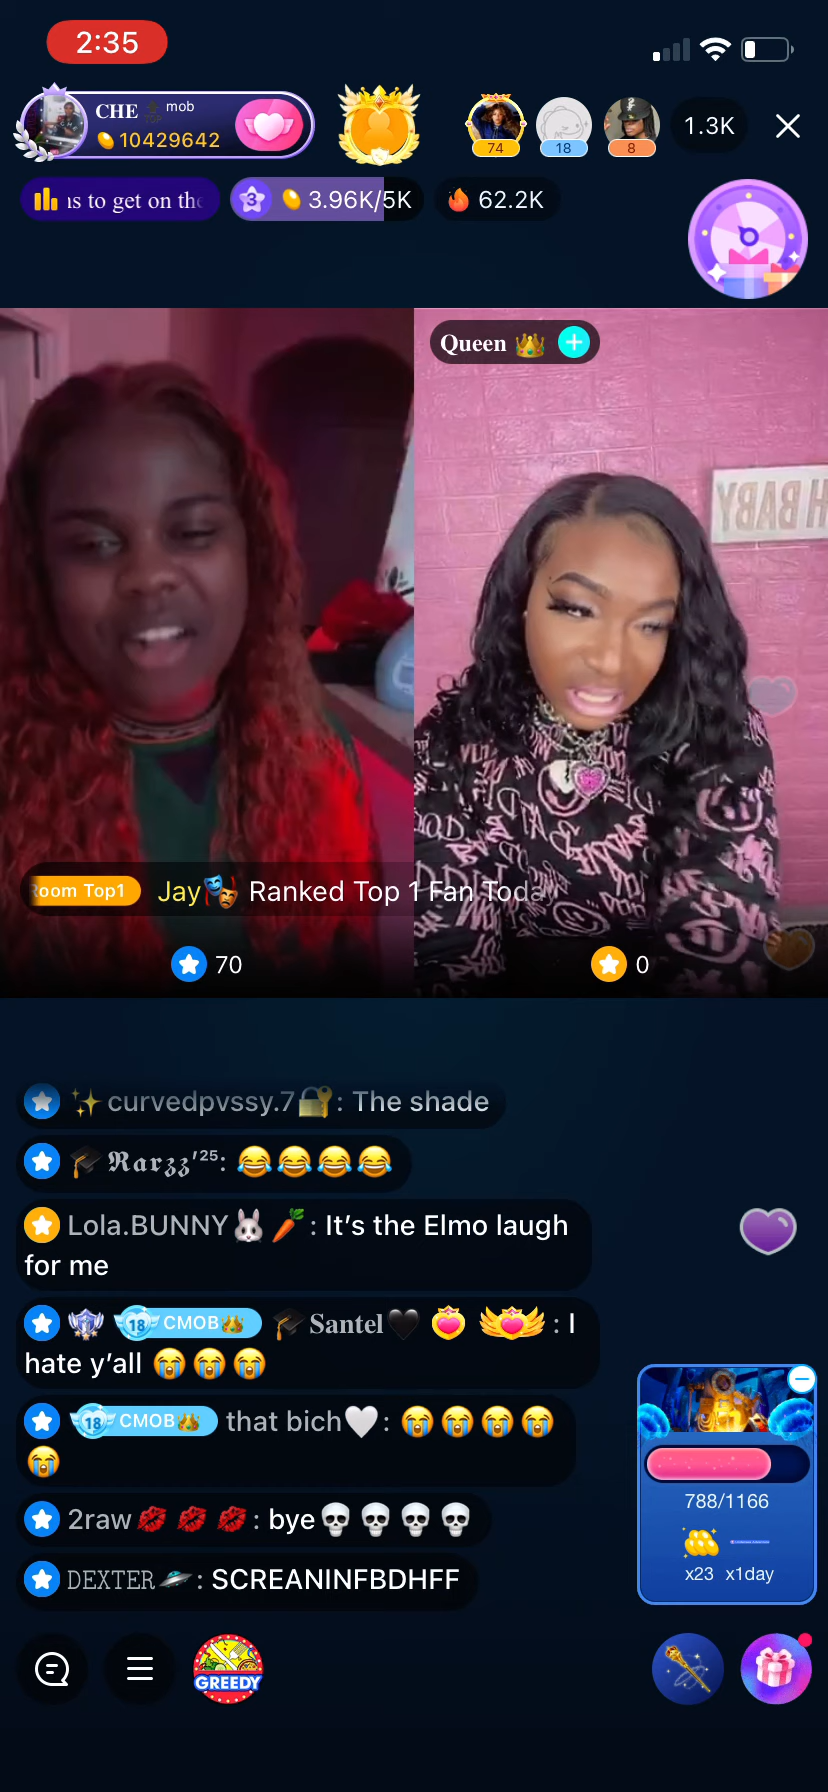 2:35
CHE 🎩 mob
TOP
10429642
74
18
8
1.3K
ns to get on the
3
3.96K/5K
62.2K
Queen 👑
H BABY
Room Top1 Jay🎭 Ranked Top 1 Fan Toda
70
0
✨curvedpvssy.7🔐: The shade
🎓𝕽𝖆𝖗𝔷𝔷′²⁵: 😂😂😂😂
Lola.BUNNY🐰🥕: It’s the Elmo laugh
for me
18 CMOB👑 🎓Santel🖤 : I
hate y’all 😭😭😭
18 CMOB👑 that bich🤍: 😭😭😭😭
😭
2raw💋💋💋: bye💀💀💀💀
DEXTER🛸: SCREANINFBDHFF
788/1166
x23 x1day
GREEDY